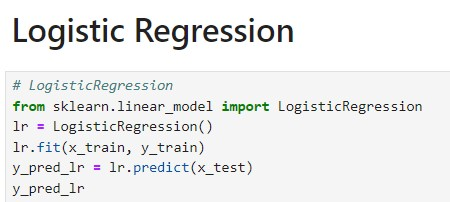 Logistic Regression
# LogisticRegression
from sklearn.linear_model import LogisticRegression
lr = LogisticRegression()
lr.fit(x_train, y_train)
y_pred_lr = lr.predict(x_test)
y_pred_lr